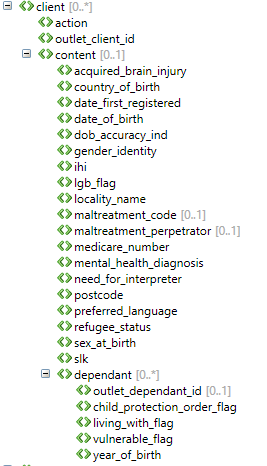 client [0..*]
action
outlet_client_id
content [0..1]
acquired_brain_injury
country_of_birth
date_first_registered
date_of_birth
dob_accuracy_ind
gender_identity
ihi
lgb_flag
locality_name
maltreatment_code [0..1]
maltreatment_perpetrator [0..1]
medicare_number
mental_health_diagnosis
need_for_interpreter
postcode
preferred_language
refugee_status
sex_at_birth
slk
dependant [0..*]
outlet_dependant_id [0..1]
child_protection_order_flag
living_with_flag
vulnerable_flag
year_of_birth